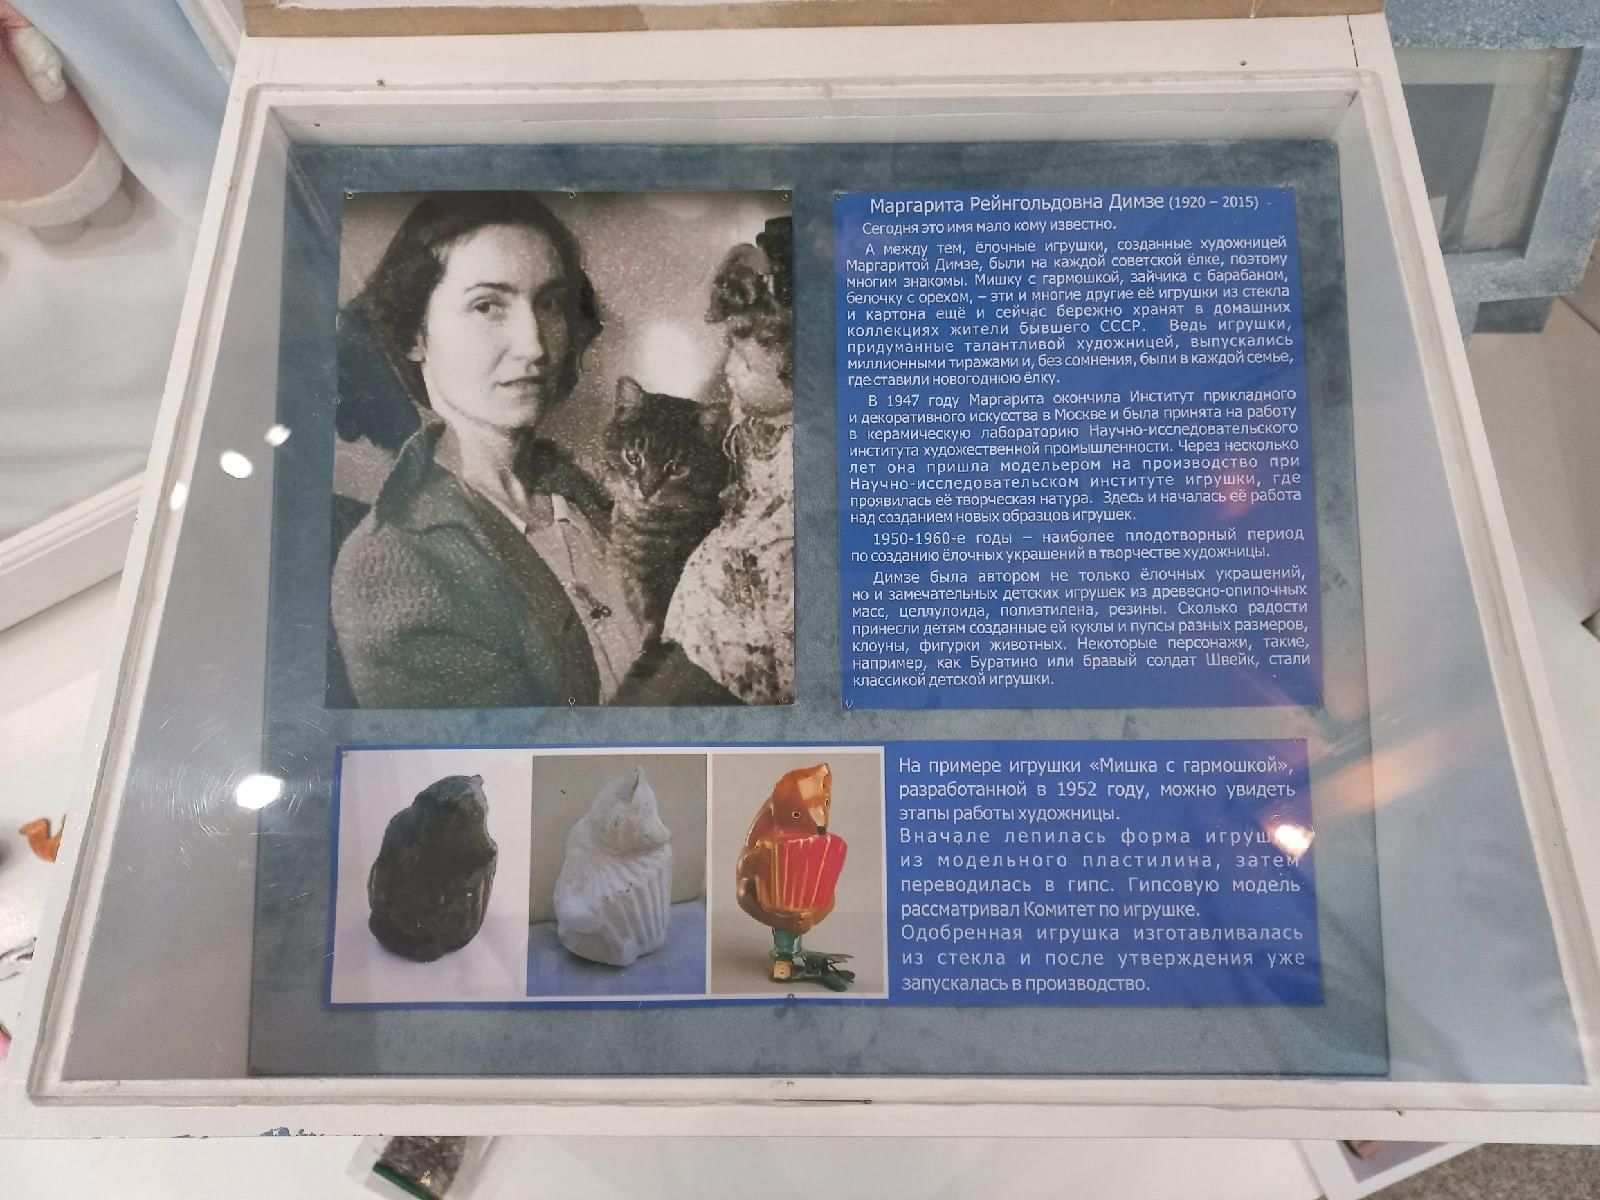 Маргарита Рейнгольдовна Димзе (1920 – 2015)
Сегодня это имя мало кому известно.
А между тем, ёлочные игрушки, созданные художницей
Маргаритой Димзе, были на каждой советской ёлке, поэтому
многим знакомы. Мишку с гармошкой, зайчика с барабаном,
белочку с орехом, – эти и многие другие её игрушки из стекла
и картона ещё и сейчас бережно хранят в домашних
коллекциях жители бывшего СССР. Ведь игрушки,
придуманные талантливой художницей, выпускались
миллионными тиражами и, без сомнения, были в каждой семье,
где ставили новогоднюю ёлку.
В 1947 году Маргарита окончила Институт прикладного
и декоративного искусства в Москве и была принята на работу
в керамическую лабораторию Научно-исследовательского
института художественной промышленности. Через несколько
лет она пришла модельером на производство при
Научно-исследовательском институте игрушки, где
проявилась её творческая натура. Здесь и началась её работа
над созданием новых образцов игрушек.
1950-1960-е годы – наиболее плодотворный период
по созданию ёлочных украшений в творчестве художницы.
Димзе была автором не только ёлочных украшений,
но и замечательных детских игрушек из древесно-опилочных
масс, целлулоида, полиэтилена, резины. Сколько радости
принесли детям созданные ей куклы и пупсы разных размеров,
клоуны, фигурки животных. Некоторые персонажи, такие,
например, как Буратино или бравый солдат Швейк, стали
классикой детской игрушки.
На примере игрушки «Мишка с гармошкой»,
разработанной в 1952 году, можно увидеть
этапы работы художницы.
Вначале лепилась форма
из модельного пластилина, затем
переводилась в гипс. Гипсовую модель
рассматривал Комитет по игрушке.
Одобренная игрушка изготавливалась
из стекла и после утверждения уже
запускалась в производство.